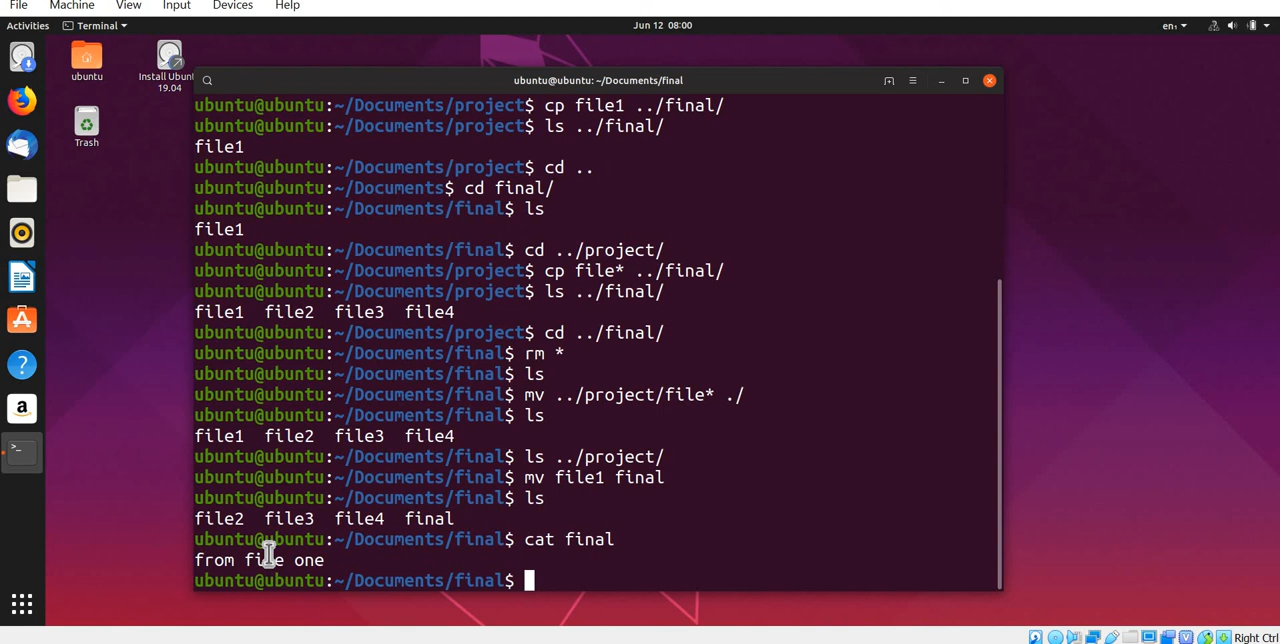 File Machine View Input Devices Help
Activities Terminal Jun 12 08:00 en₁
ubuntu
Install Ubun
19.04
Trash
ubuntu@ubuntu: ~/Documents/final
ubuntu@ubuntu:~/Documents/project$ cp file1 ../final/
ubuntu@ubuntu:~/Documents/project$ ls ../final/
file1
ubuntu@ubuntu:~/Documents/project$ cd ..
ubuntu@ubuntu:~/Documents$ cd final/
ubuntu@ubuntu:~/Documents/final$ ls
file1
ubuntu@ubuntu:~/Documents/final$ cd ../project/
ubuntu@ubuntu:~/Documents/project$ cp file* ../final/
ubuntu@ubuntu:~/Documents/project$ ls ../final/
file1 file2 file3 file4
ubuntu@ubuntu:~/Documents/project$ cd ../final/
ubuntu@ubuntu:~/Documents/final$ rm *
ubuntu@ubuntu:~/Documents/final$ ls
ubuntu@ubuntu:~/Documents/final$ mv ../project/file* ./
ubuntu@ubuntu:~/Documents/final$ ls
file1 file2 file3 file4
ubuntu@ubuntu:~/Documents/final$ ls ../project/
ubuntu@ubuntu:~/Documents/final$ mv file1 final
ubuntu@ubuntu:~/Documents/final$ ls
file2 file3 file4 final
ubuntu@ubuntu:~/Documents/final$ cat final
from file one
ubuntu@ubuntu:~/Documents/final$
Right Ctrl